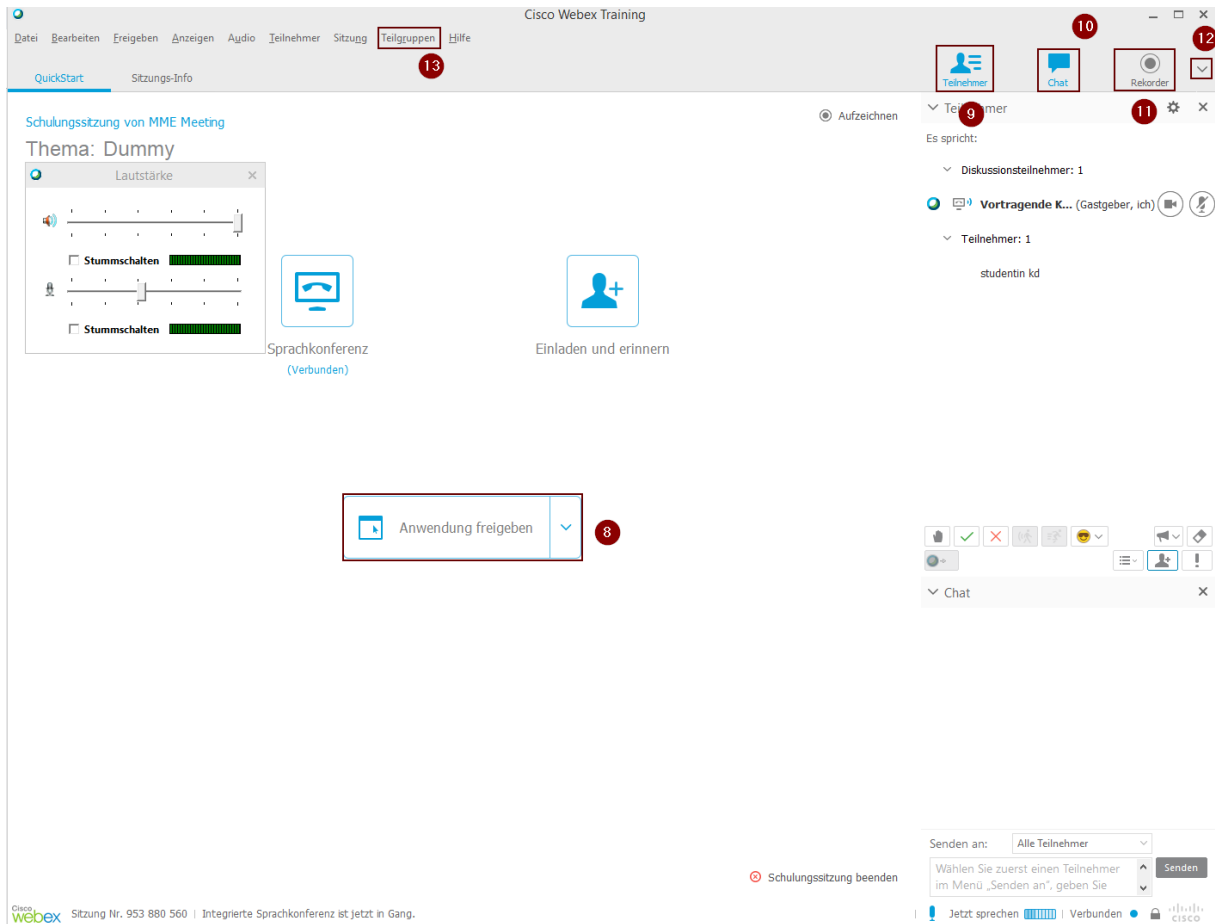 Cisco Webex Training
Datei Bearbeiten Freigeben Anzeigen Audio Teilnehmer Sitzung Teilgruppen Hilfe
10
12
13
QuickStart Sitzungs-Info
Teilnehmer Chat Rekorder
Schulungssitzung von MME Meeting
Aufzeichnen
Teilnehmer
9
11
Thema: Dummy
Es spricht:
Lautstärke
Diskussionsteilnehmer: 1
Vortragende K... (Gastgeber, ich)
Teilnehmer: 1
Stummschalten
studentin kd
Stummschalten
Sprachkonferenz
(Verbunden)
Einladen und erinnern
Anwendung freigeben
8
Chat
Senden an: Alle Teilnehmer
Wählen Sie zuerst einen Teilnehmer
im Menü „Senden an“, geben Sie
Senden
Schulungssitzung beenden
Cisco webex Sitzung Nr. 953 880 560 | Integrierte Sprachkonferenz ist jetzt in Gang.
Jetzt sprechen | Verbunden
CISCO